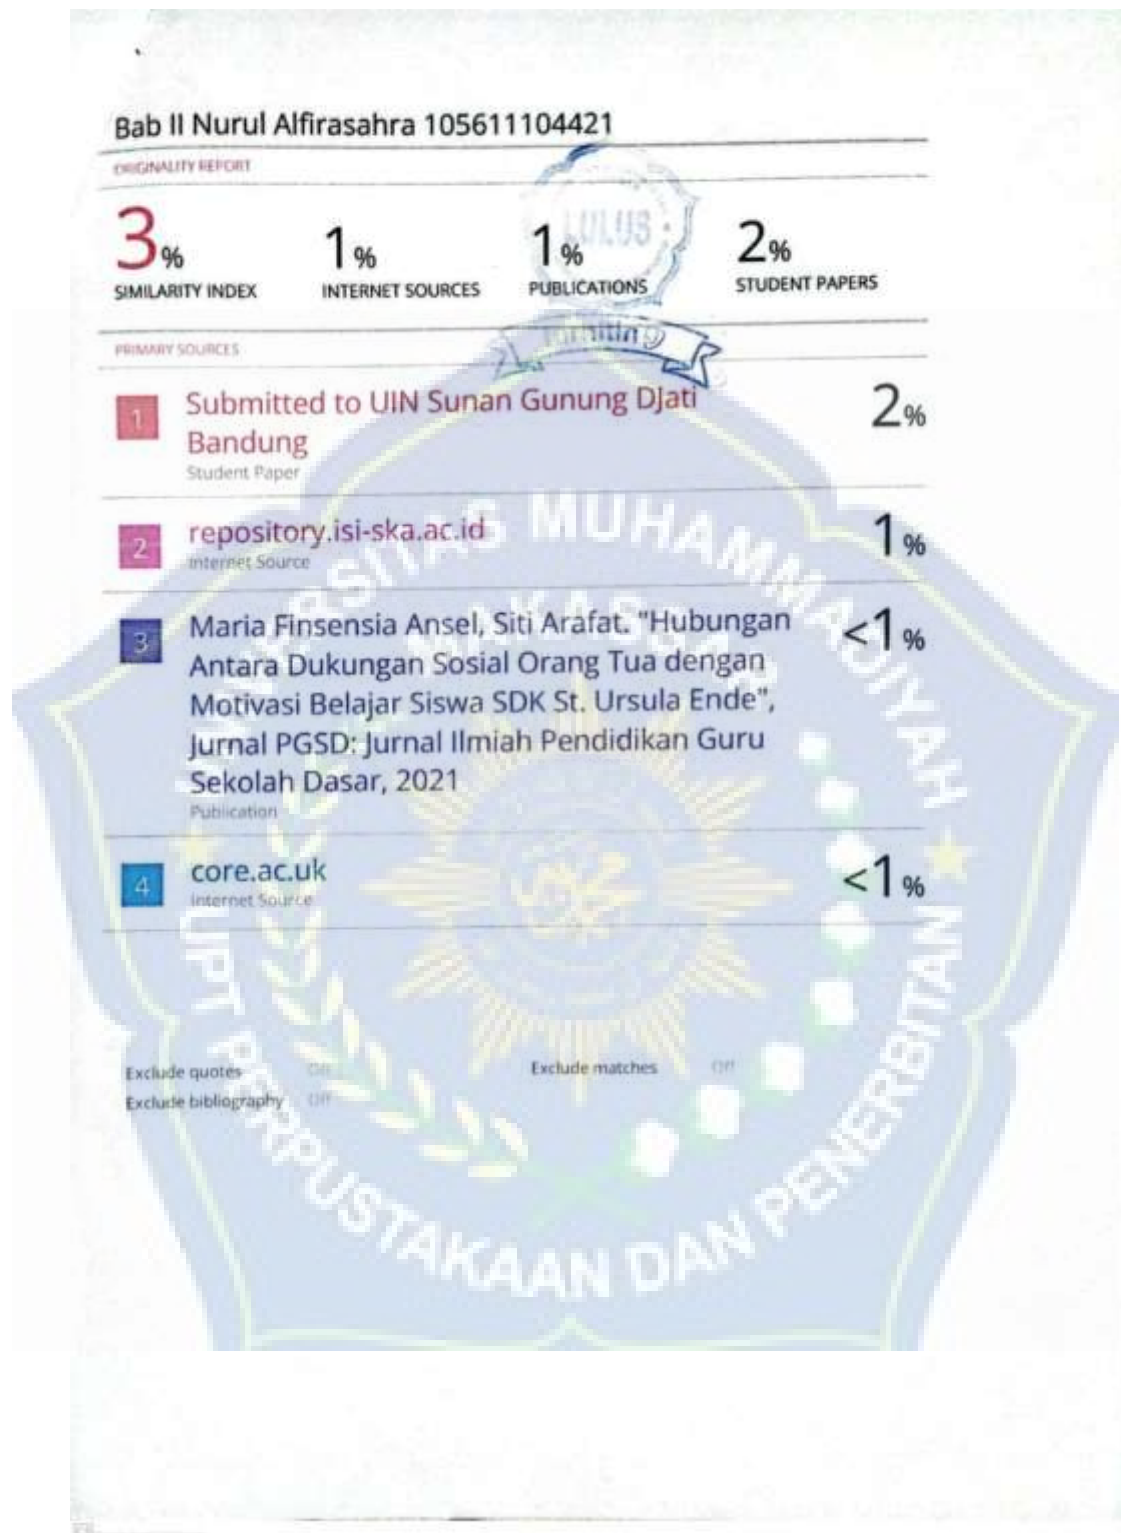 Bab II Nurul Alfirasahra 105611104421
ORIGINALITY REPORT
LULUS
3%
SIMILARITY INDEX
1%
INTERNET SOURCES
1%
PUBLICATIONS
2%
STUDENT PAPERS
turnitin
PRIMARY SOURCES
1
Submitted to UIN Sunan Gunung DJati
Bandung
Student Paper
2%
2
repository.isi-ska.ac.id
Internet Source
1%
3
Maria Finsensia Ansel, Siti Arafat. "Hubungan
Antara Dukungan Sosial Orang Tua dengan
Motivasi Belajar Siswa SDK St. Ursula Ende",
Jurnal PGSD: Jurnal Ilmiah Pendidikan Guru
Sekolah Dasar, 2021
Publication
<1%
4
core.ac.uk
Internet Source
<1%
Exclude quotes
Exclude matches Off
Exclude bibliography Off
UNIVERSITAS MUHAMMADIYAH
MAKASSAR
UPT PERPUSTAKAAN DAN PENERBITAN